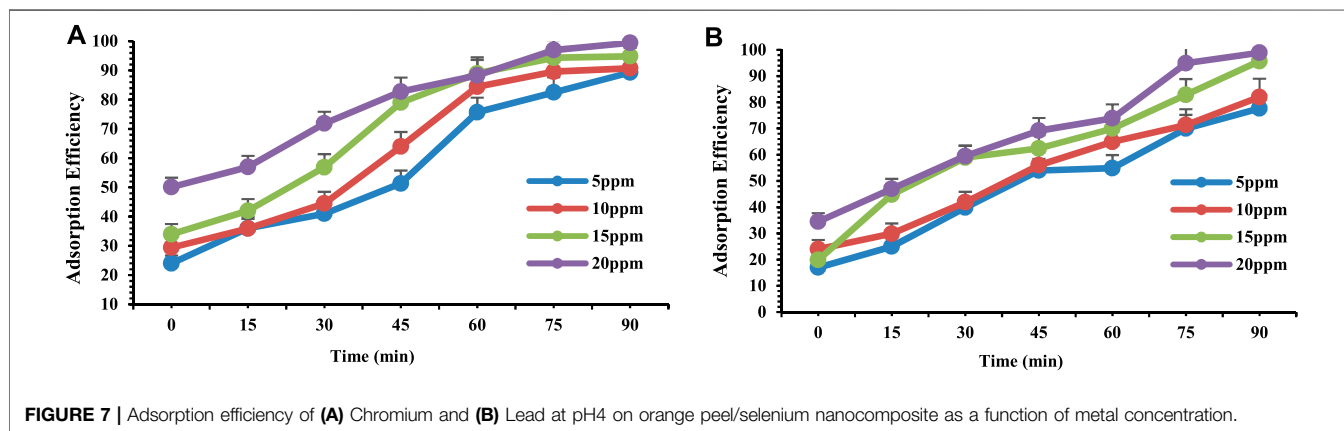 A
Adsorption Efficiency
100
90
80
70
60
50
40
30
20
10
0 15 30 45 60 75 90
Time (min)
5ppm
10ppm
15ppm
20ppm
B
Adsorption Efficiency
100
90
80
70
60
50
40
30
20
10
0
0 15 30 45 60 75 90
Time (min)
5ppm
10ppm
15ppm
20ppm
FIGURE 7 | Adsorption efficiency of (A) Chromium and (B) Lead at pH4 on orange peel/selenium nanocomposite as a function of metal concentration.